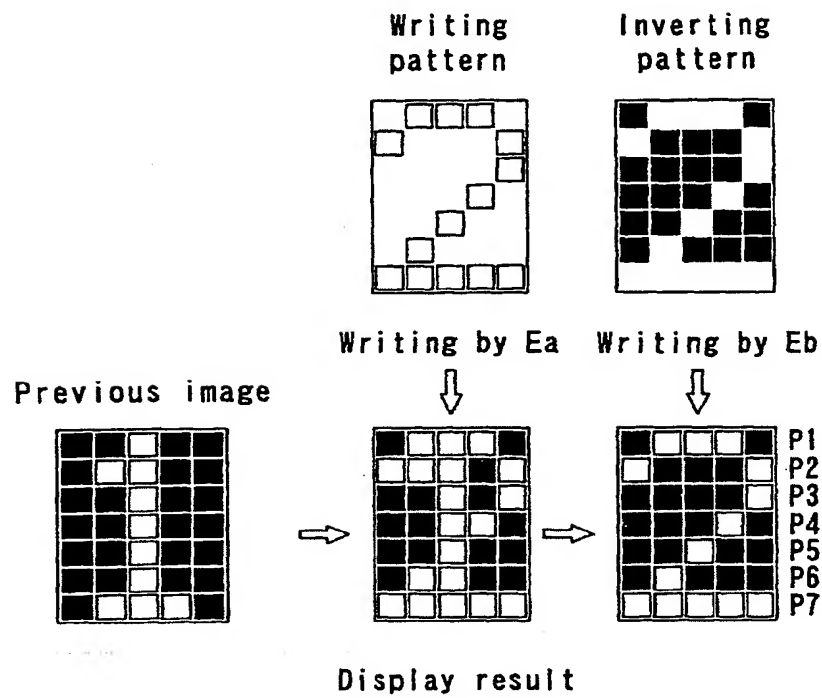 Writing
pattern
Inverting
pattern
Writing by Ea
Writing by Eb
Previous image
P1
P2
P3
P4
P5
P6
P7
Display result